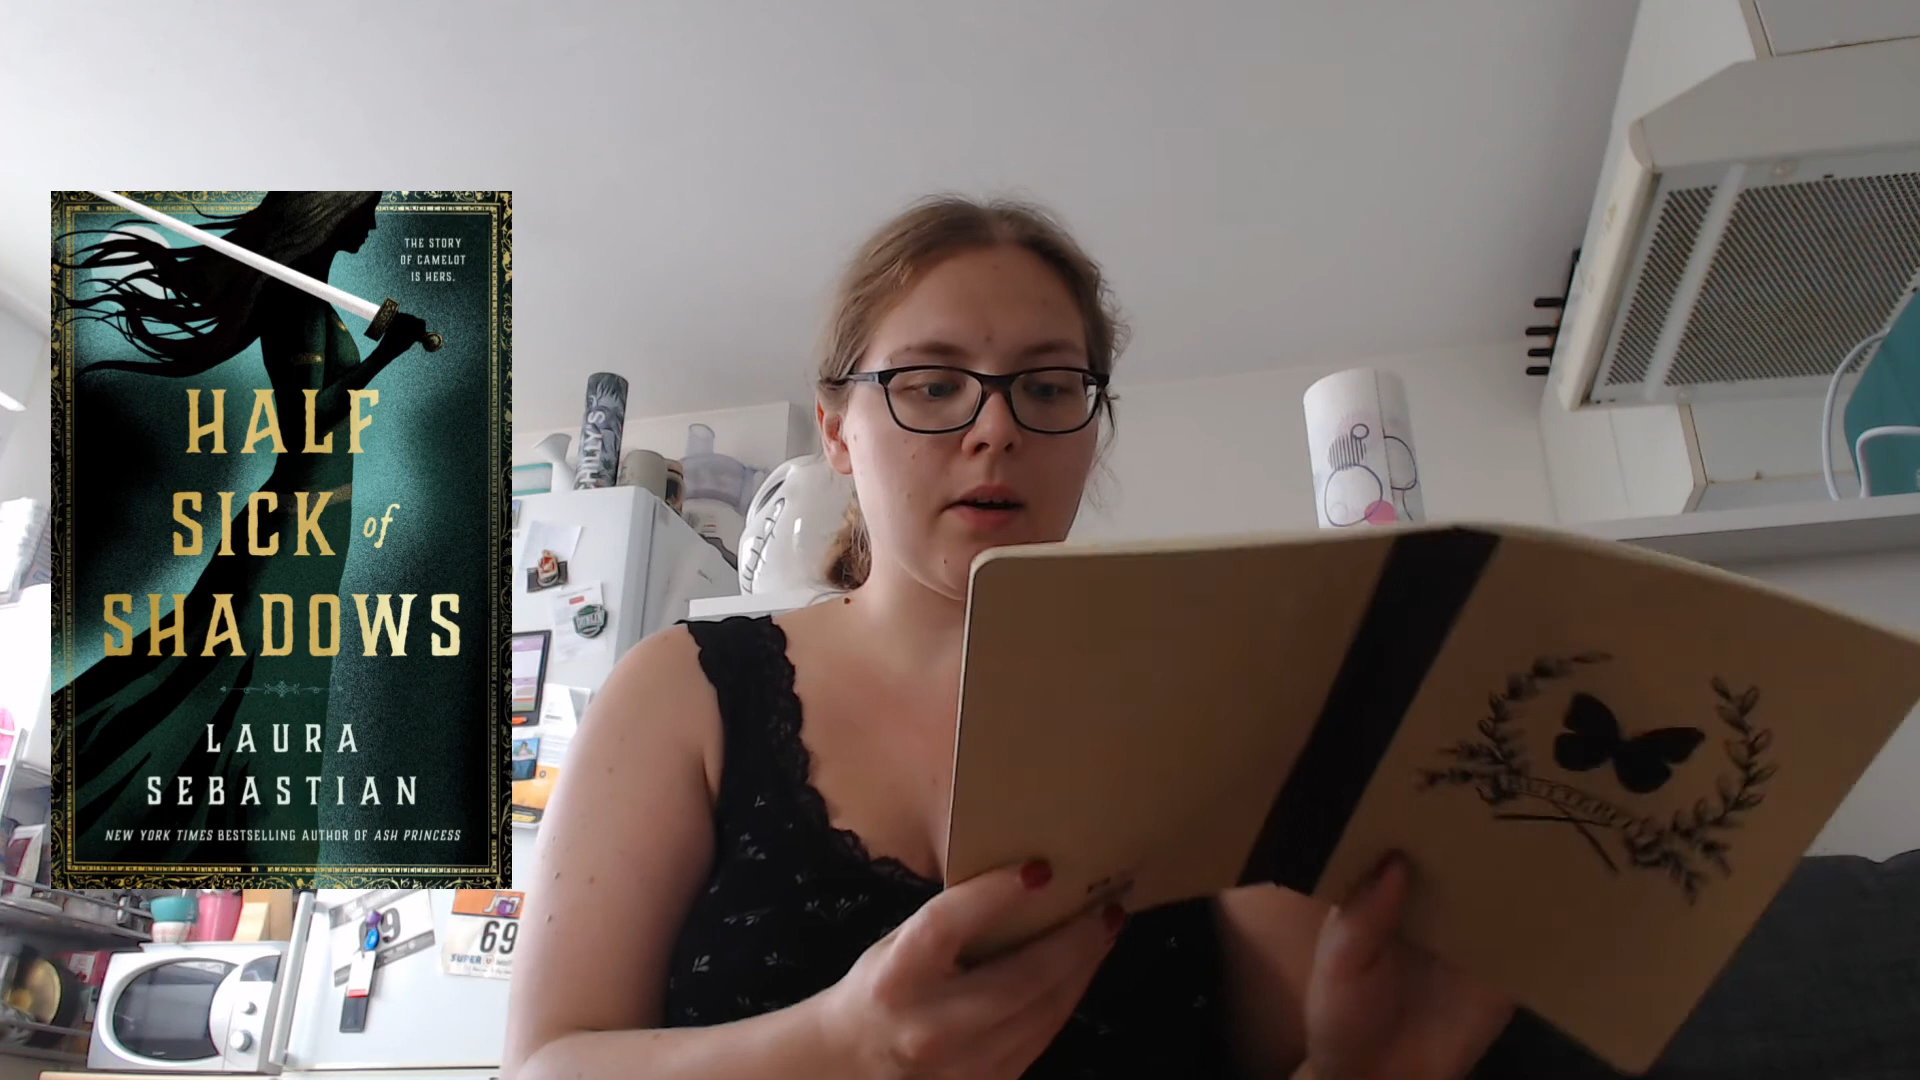 THE STORY
OF CAMELOT
IS HERS.
HALF
SICK of
SHADOWS
LAURA
SEBASTIAN
NEW YORK TIMES BESTSELLING AUTHOR OF ASH PRINCESS
69
SUPER